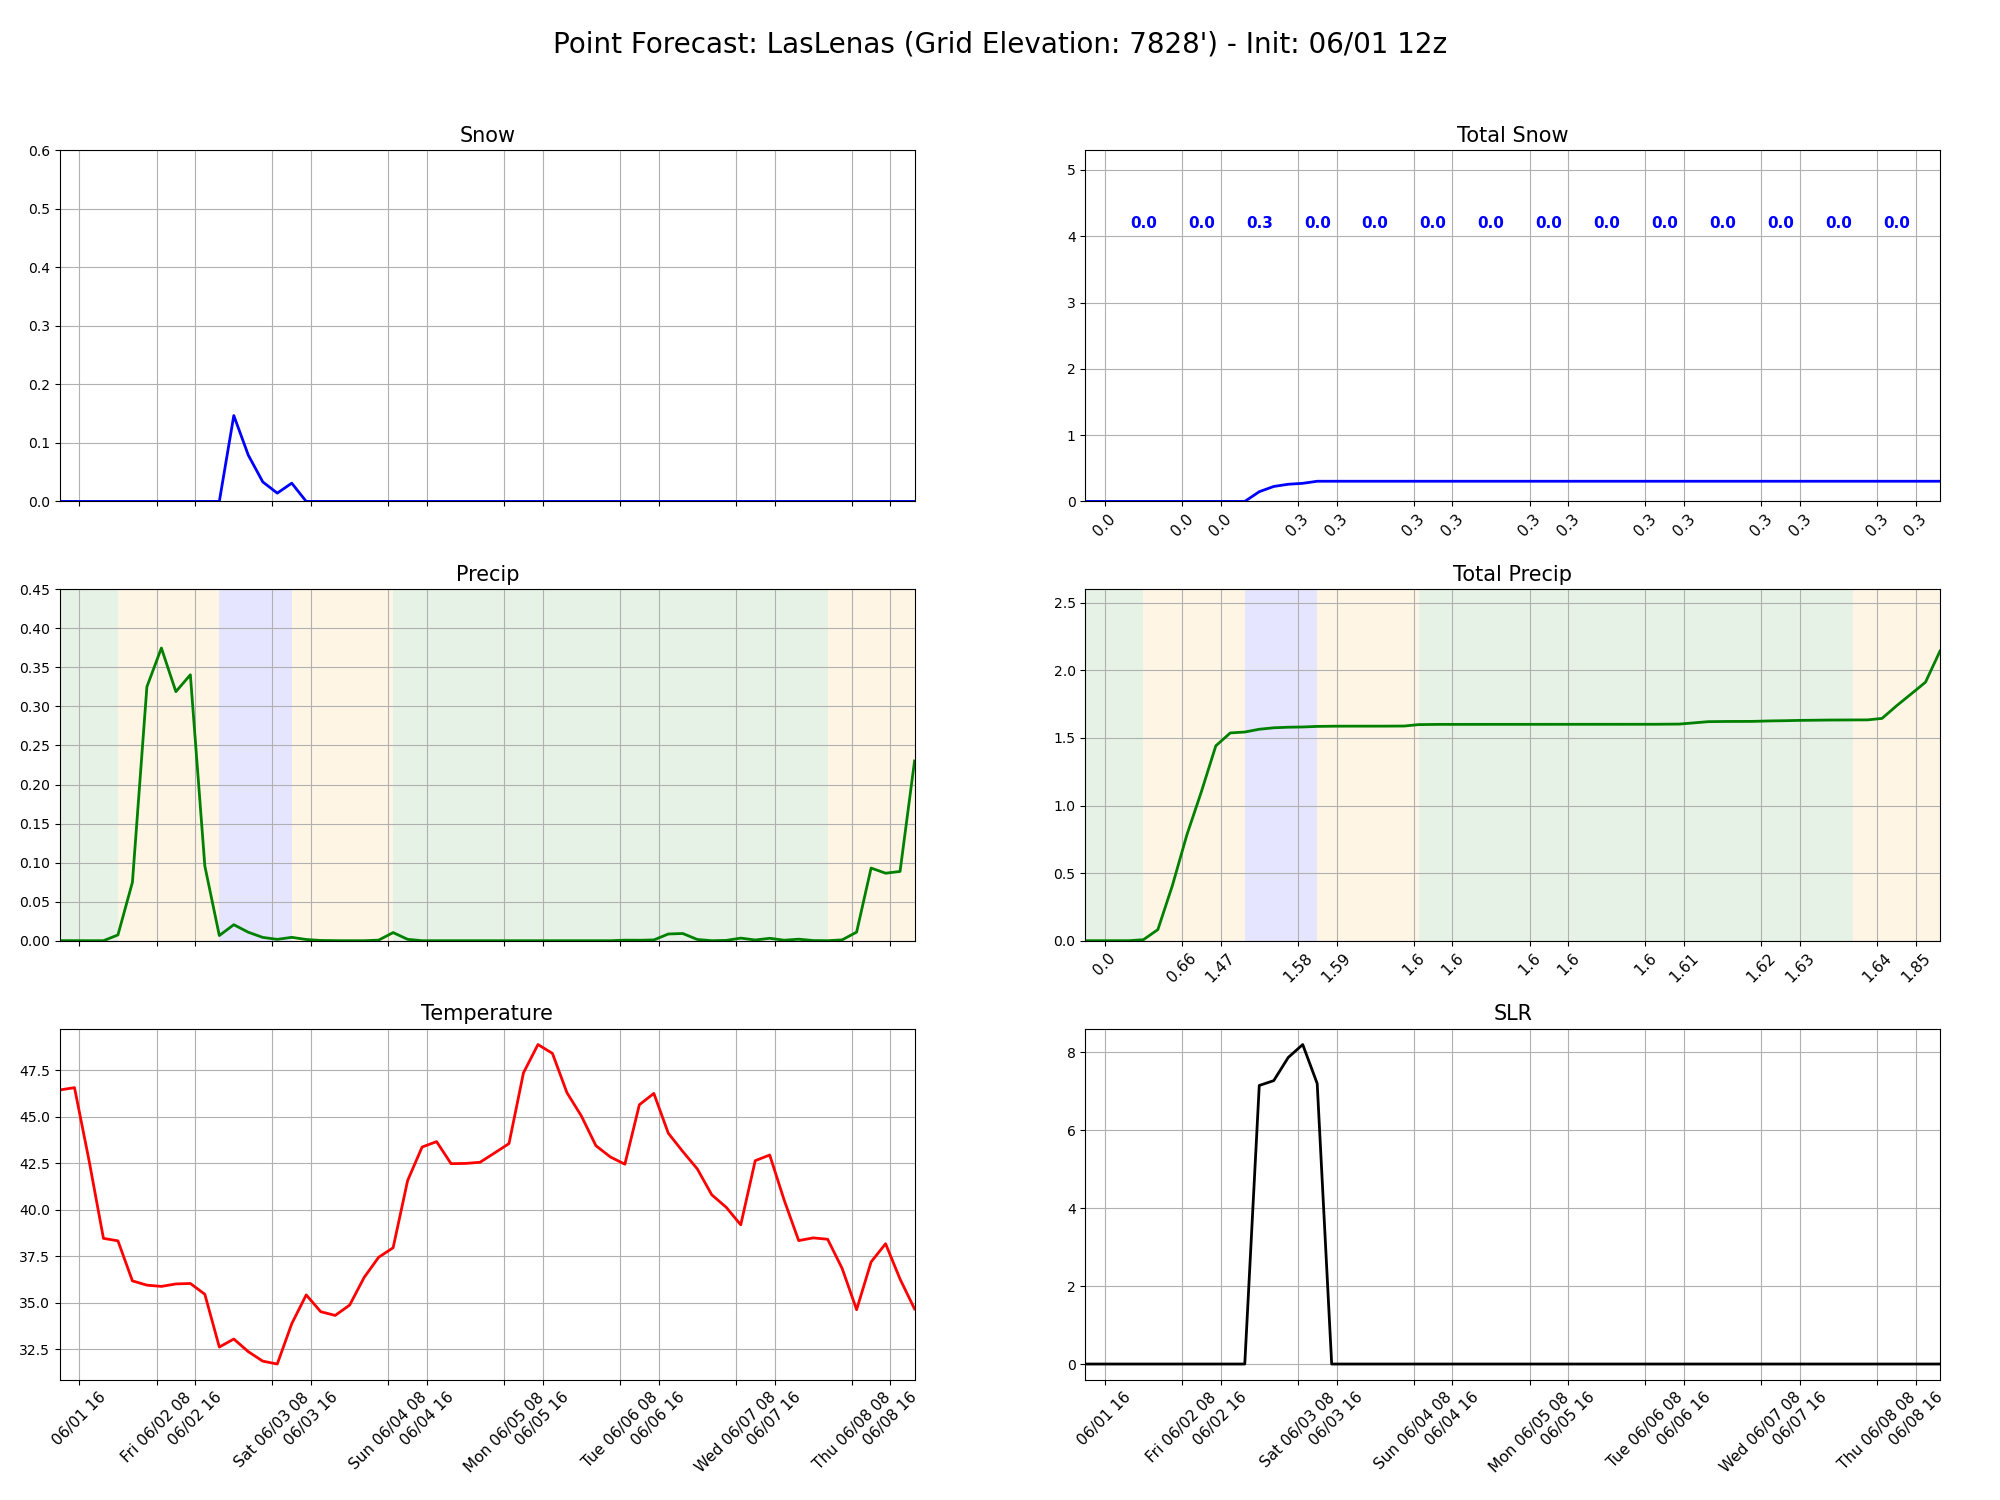 Point Forecast: LasLenas (Grid Elevation: 7828') - Init: 06/01 12z
Snow
0.6
0.5
0.4
0.3
0.2
0.1
0.0
Total Snow
5
4
3
2
1
0
0.0 0.0 0.3 0.0 0.0 0.0 0.0 0.0 0.0 0.0 0.0 0.0 0.0 0.0
0.0 0.0 0.0 0.3 0.3 0.3 0.3 0.3 0.3 0.3 0.3 0.3 0.3 0.3 0.3
Precip
0.45
0.40
0.35
0.30
0.25
0.20
0.15
0.10
0.05
0.00
Total Precip
2.5
2.0
1.5
1.0
0.5
0.0
0.0 0.66 1.47 1.58 1.59 1.6 1.6 1.6 1.6 1.6 1.61 1.62 1.63 1.64 1.85
Temperature
47.5
45.0
42.5
40.0
37.5
35.0
32.5
06/01 16
Fri 06/02 08
06/02 16
Sat 06/03 08
06/03 16
Sun 06/04 08
06/04 16
Mon 06/05 08
06/05 16
Tue 06/06 08
06/06 16
Wed 06/07 08
06/07 16
Thu 06/08 08
06/08 16
SLR
8
6
4
2
0
06/01 16
Fri 06/02 08
06/02 16
Sat 06/03 08
06/03 16
Sun 06/04 08
06/04 16
Mon 06/05 08
06/05 16
Tue 06/06 08
06/06 16
Wed 06/07 08
06/07 16
Thu 06/08 08
06/08 16